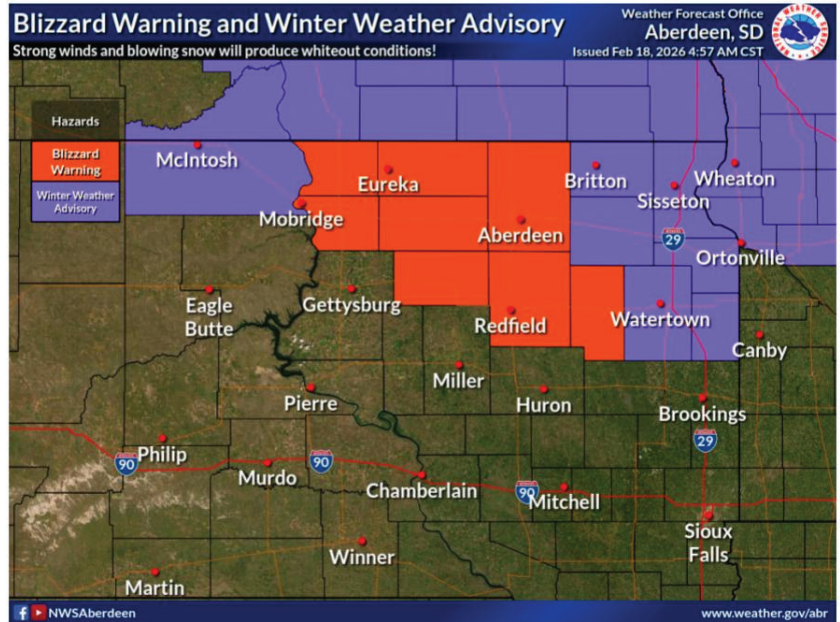 Blizzard Warning and Winter Weather Advisory
Strong winds and blowing snow will produce whiteout conditions!
Weather Forecast Office
Aberdeen, SD
Issued Feb 18, 2026 4:57 AM CST
NATIONAL WEATHER SERVICE
Hazards
Blizzard
Warning
Winter Weather
Advisory
McIntosh
Eureka
Britton
Wheaton
Sisseton
Mobridge
Aberdeen
29
Ortonville
Eagle
Butte
Gettysburg
Redfield
Watertown
Canby
Miller
Pierre
Huron
Brookings
29
Philip
90
Murdo
90
Chamberlain
90
Mitchell
Sioux
Falls
Winner
Martin
NWSAberdeen
www.weather.gov/abr